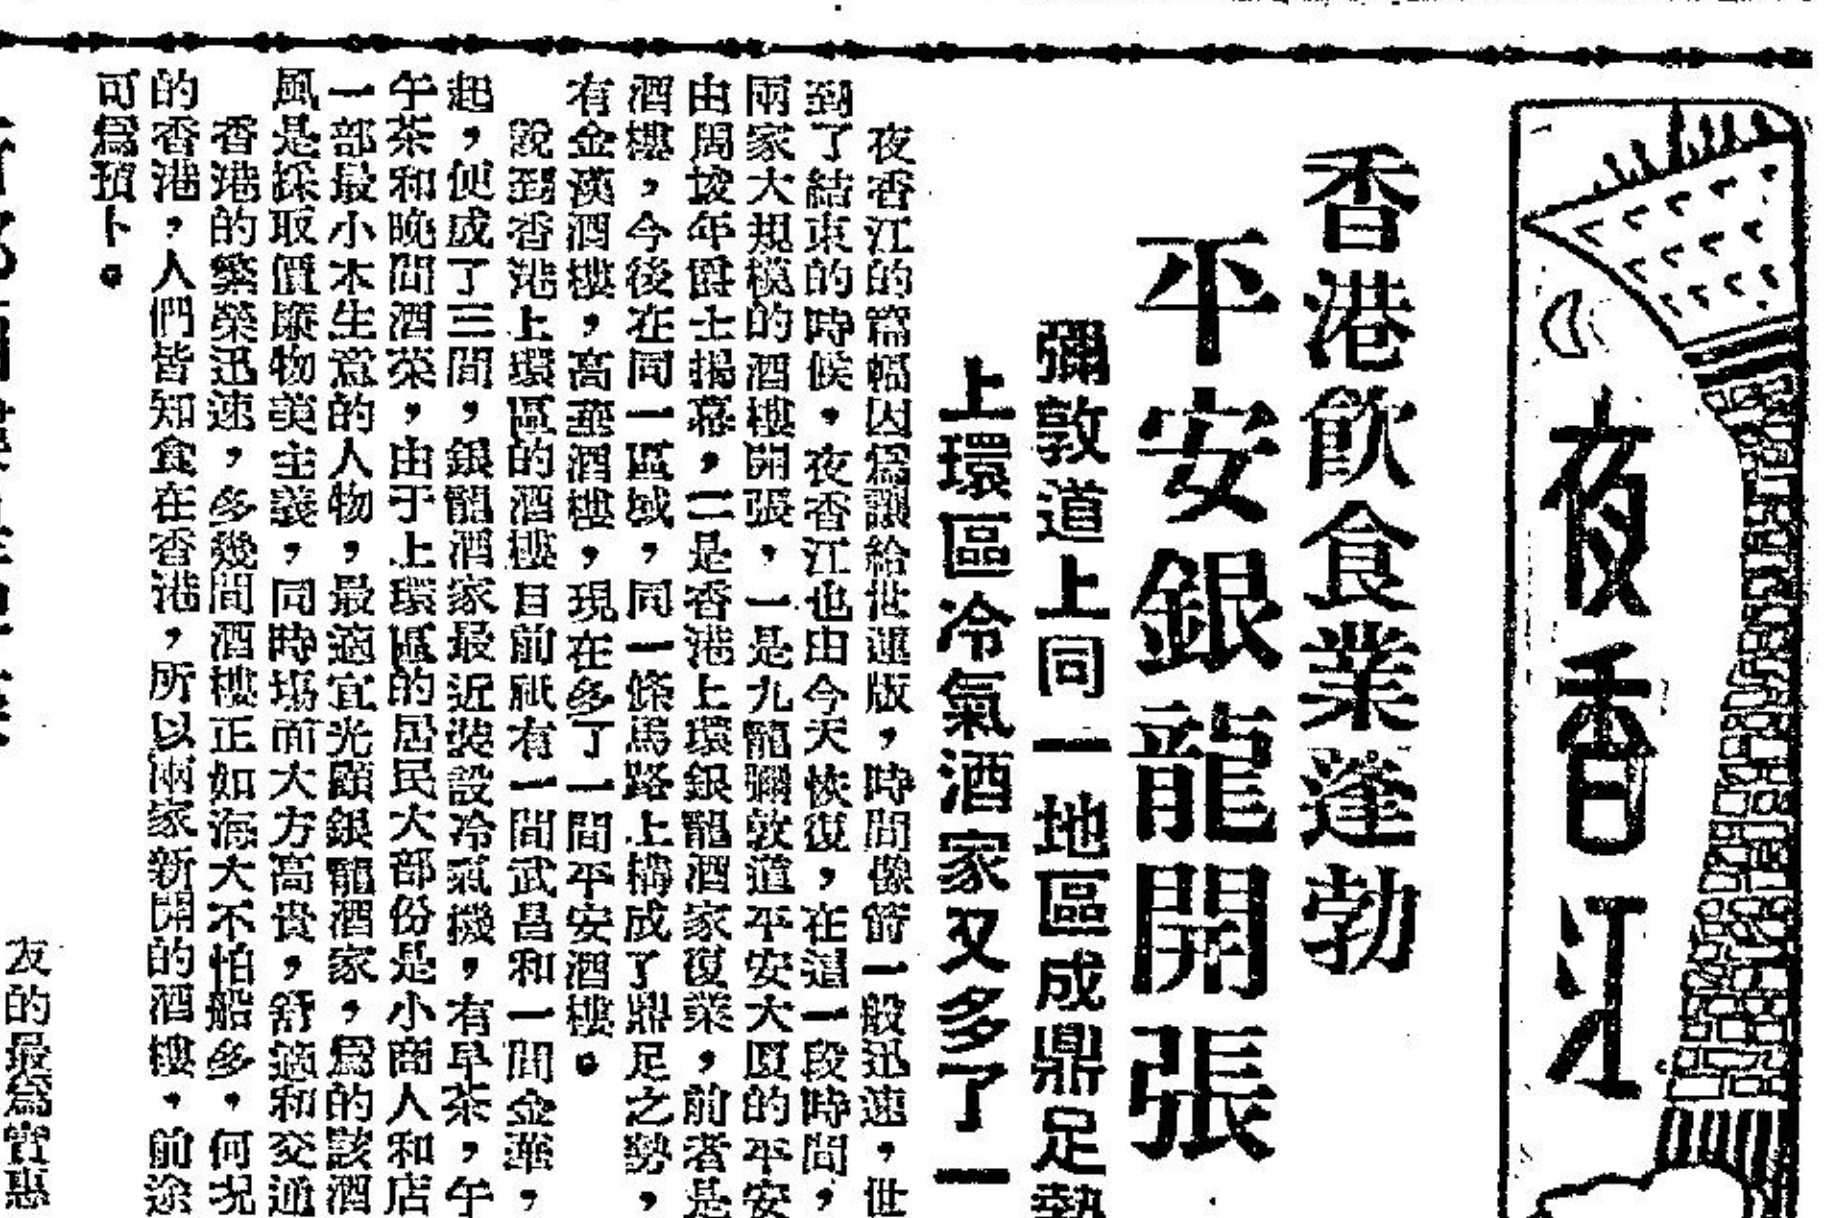 夜香江
香港飲食業蓬勃
平安銀龍開張
彌敦道上同一地區成鼎足勢
上環區冷氣酒家又多了一
夜香江的篇幅因爲讓給世運版，時間像箭一般迅速，世
到了結束的時候，夜香江也由今天恢復，在這一段時間，
兩家大規模的酒樓開張，一是九龍彌敦道平安大厦的平安
由周埈年爵士揭幕，二是香港上環銀龍酒家復業，前者是
酒樓，今後在同一區域，同一條馬路上構成了鼎足之勢，
有金漢酒樓，高華酒樓，現在多了一間平安酒樓。
說到香港上環區的酒樓目前祇有一間武昌和一間金華，
起，便成了三間，銀龍酒家最近裝設冷氣機，有早茶，午
午茶和晚間酒菜，由于上環區的居民大部份是小商人和店
一部最小本生意的人物，最適宜光顧銀龍酒家，爲的該酒
風是採取價廉物美主義，同時塲面大方高貴，舒適和交通
香港的繁榮迅速，多幾間酒樓正如海大不怕船多，何况
的香港，人們皆知食在香港，所以兩家新開的酒樓，前途
可爲預卜。
友的最爲實惠